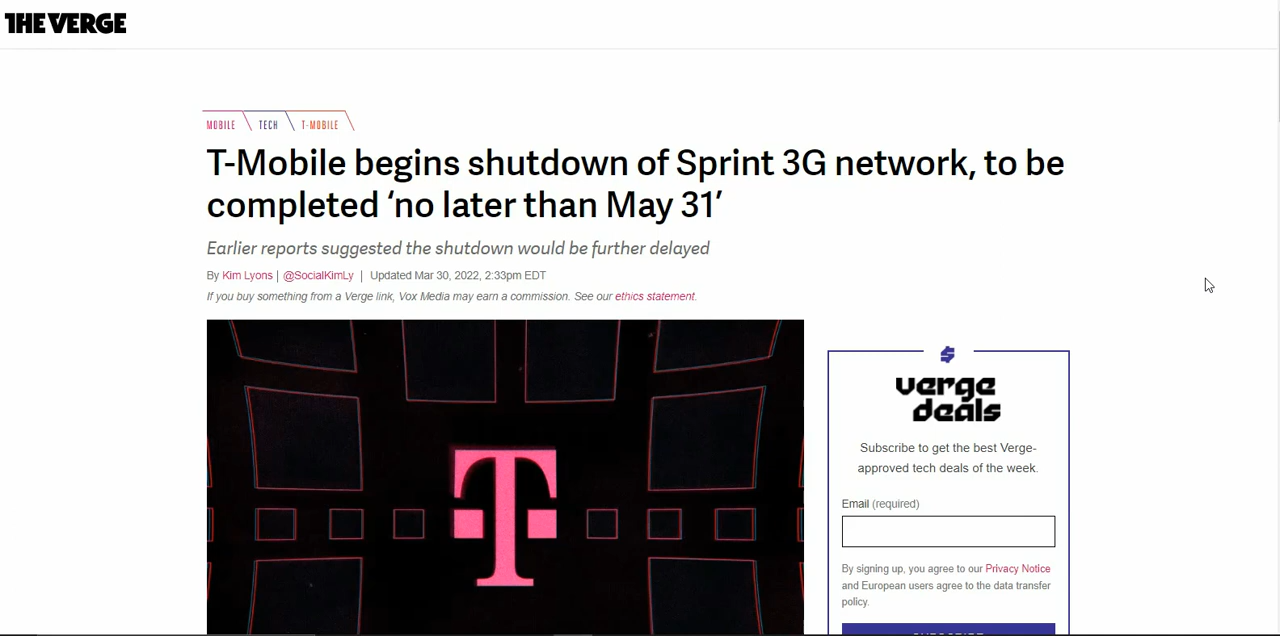 THE VERGE
MOBILE TECH T-MOBILE
T-Mobile begins shutdown of Sprint 3G network, to be
completed ‘no later than May 31’
Earlier reports suggested the shutdown would be further delayed
By Kim Lyons | @SocialKimLy | Updated Mar 30, 2022, 2:33pm EDT
If you buy something from a Verge link, Vox Media may earn a commission. See our ethics statement.
T
$
verge
deals
Subscribe to get the best Verge-
approved tech deals of the week.
Email (required)
By signing up, you agree to our Privacy Notice
and European users agree to the data transfer
policy.